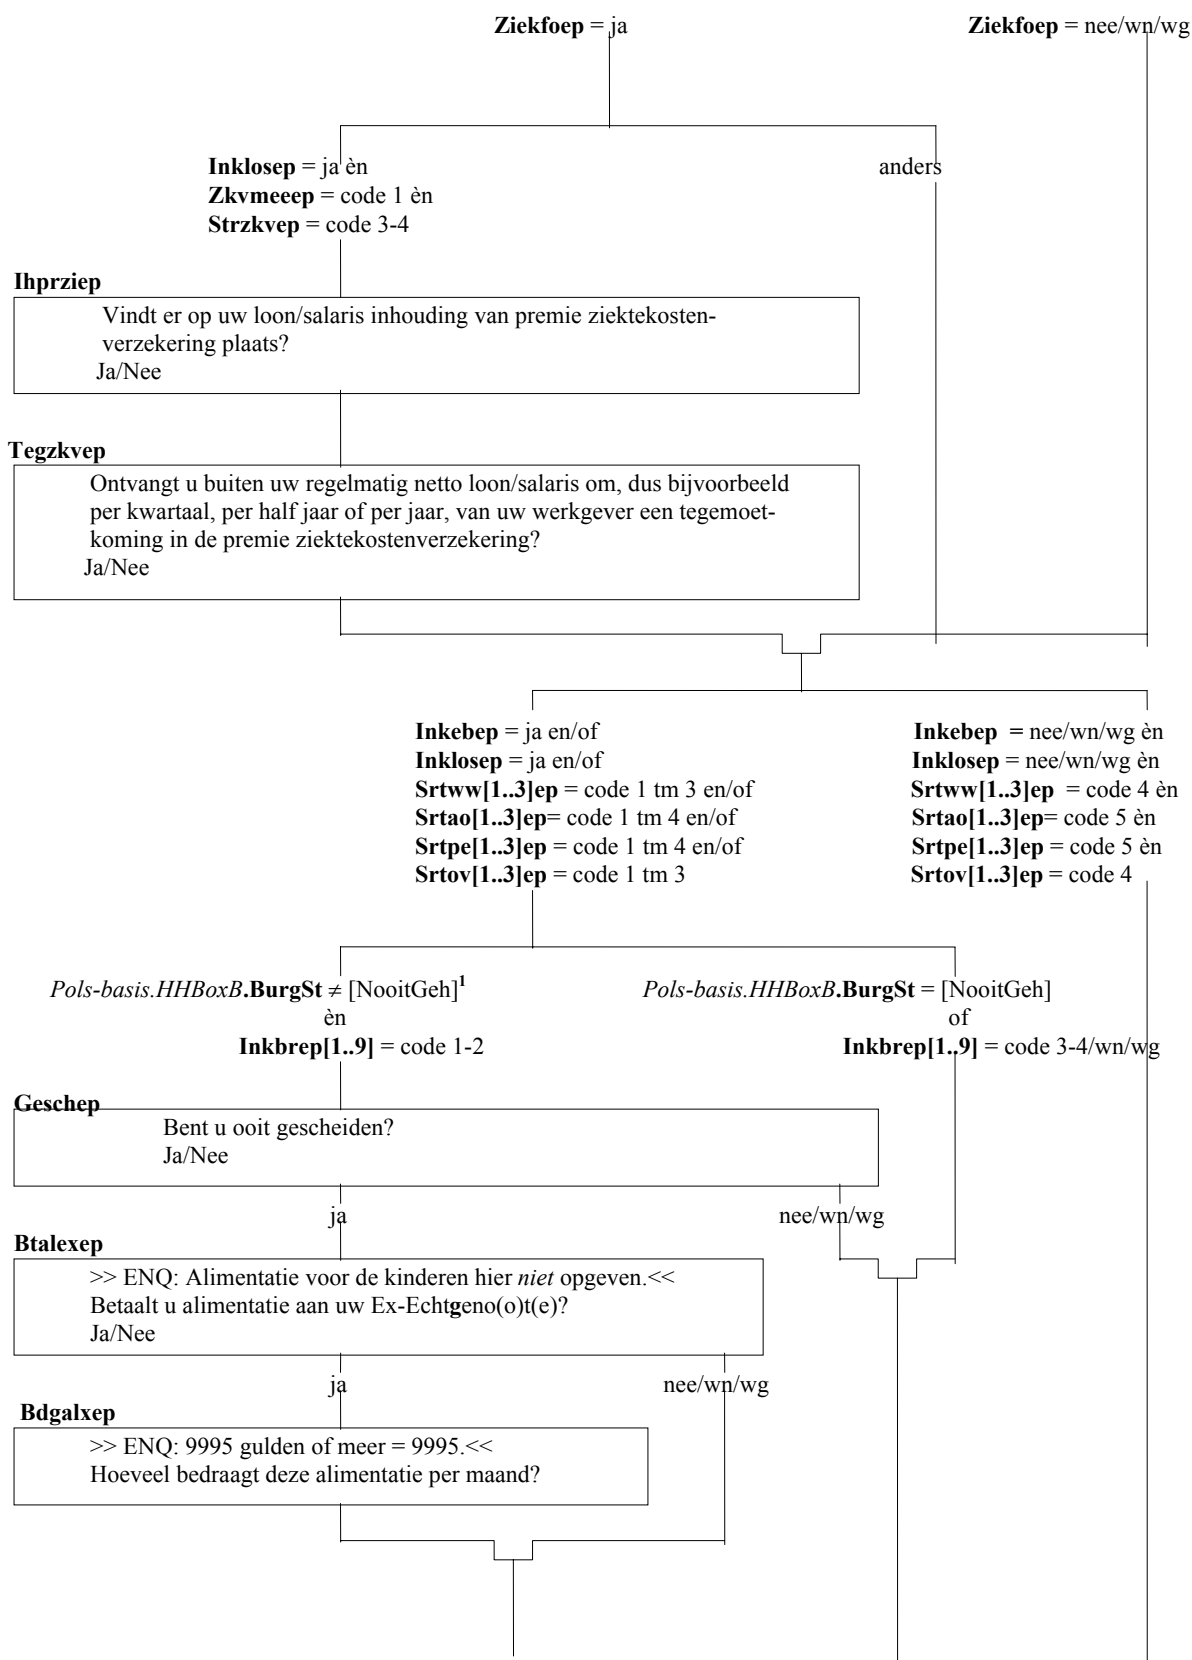 Ziekfoep = ja
Ziekfoep = nee/wn/wg
Inklosep = ja èn
Zkvmeeep = code 1 èn
Strzkvep = code 3-4
anders
Ihprziep
Vindt er op uw loon/salaris inhouding van premie ziektekosten-
verzekering plaats?
Ja/Nee
Tegzkvep
Ontvangt u buiten uw regelmatig netto loon/salaris om, dus bijvoorbeeld
per kwartaal, per half jaar of per jaar, van uw werkgever een tegemoet-
koming in de premie ziektekostenverzekering?
Ja/Nee
Inkebep = ja en/of
Inklosep = ja en/of
Srtww[1..3]ep = code 1 tm 3 en/of
Srtao[1..3]ep= code 1 tm 4 en/of
Srtpe[1..3]ep = code 1 tm 4 en/of
Srtov[1..3]ep = code 1 tm 3
Inkebep = nee/wn/wg èn
Inklosep = nee/wn/wg èn
Srtww[1..3]ep = code 4 èn
Srtao[1..3]ep= code 5 èn
Srtpe[1..3]ep = code 5 èn
Srtov[1..3]ep = code 4
Pols-basis.HHBoxB.BurgSt ≠ [NooitGeh]¹
èn
Inkbrep[1..9] = code 1-2
Pols-basis.HHBoxB.BurgSt = [NooitGeh]
of
Inkbrep[1..9] = code 3-4/wn/wg
Geschep
Bent u ooit gescheiden?
Ja/Nee
ja
nee/wn/wg
Btalexep
>> ENQ: Alimentatie voor de kinderen hier niet opgeven.<<
Betaalt u alimentatie aan uw Ex-Echtgeno(o)t(e)?
Ja/Nee
ja
nee/wn/wg
Bdgalxep
>> ENQ: 9995 gulden of meer = 9995.<<
Hoeveel bedraagt deze alimentatie per maand?